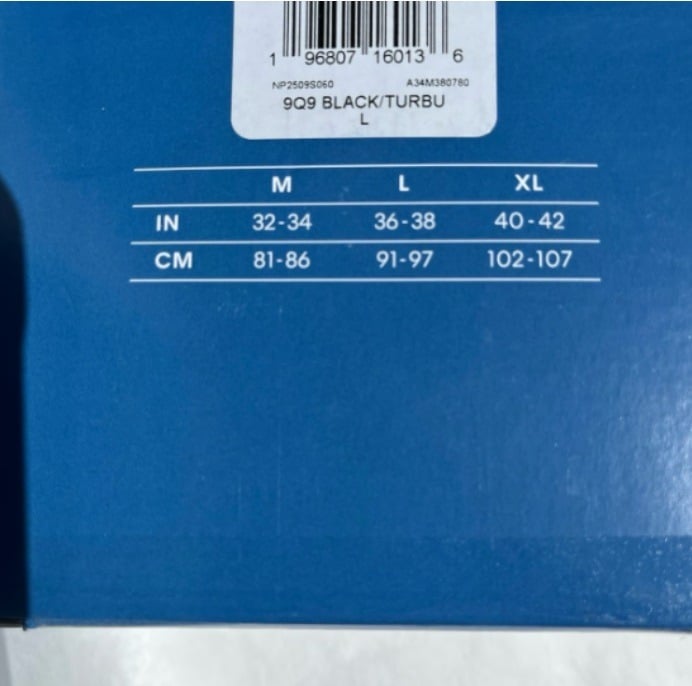 1 96807 16013 6
NP2509S060 A34M380780
9Q9 BLACK/TURBU
L
M L XL
IN 32-34 36-38 40-42
CM 81-86 91-97 102-107